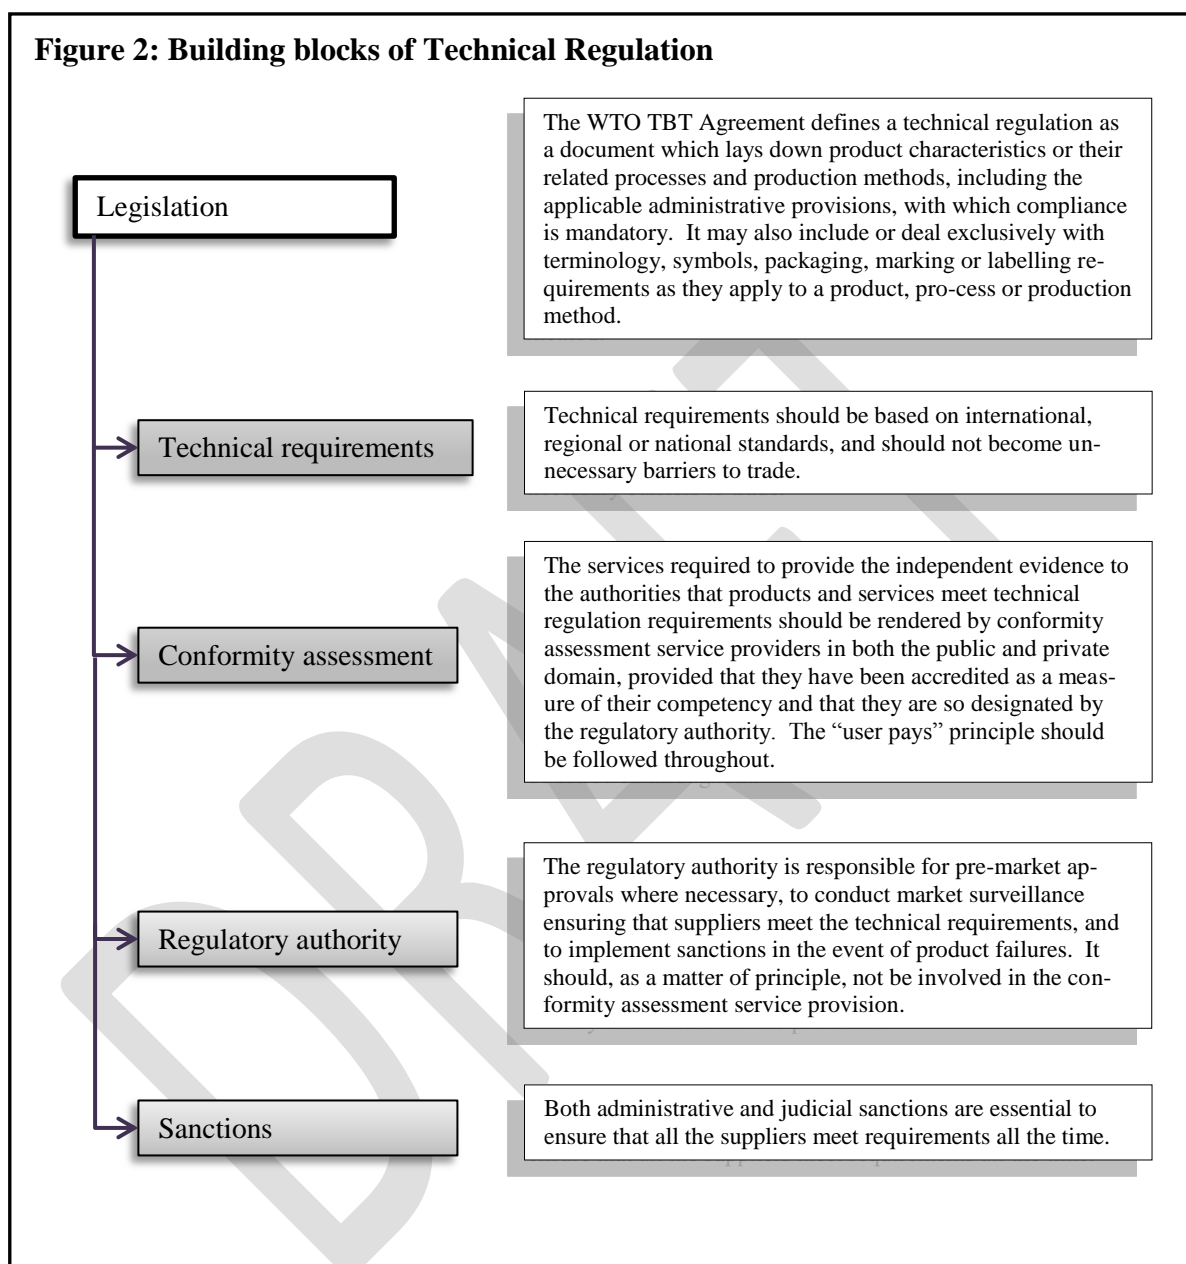 Figure 2: Building blocks of Technical Regulation
Legislation
The WTO TBT Agreement defines a technical regulation as
a document which lays down product characteristics or their
related processes and production methods, including the
applicable administrative provisions, with which compliance
is mandatory.  It may also include or deal exclusively with
terminology, symbols, packaging, marking or labelling re-
quirements as they apply to a product, pro-cess or production
method.
Technical requirements
Technical requirements should be based on international,
regional or national standards, and should not become un-
necessary barriers to trade.
Conformity assessment
The services required to provide the independent evidence to
the authorities that products and services meet technical
regulation requirements should be rendered by conformity
assessment service providers in both the public and private
domain, provided that they have been accredited as a meas-
ure of their competency and that they are so designated by
the regulatory authority.  The “user pays” principle should
be followed throughout.
Regulatory authority
The regulatory authority is responsible for pre-market ap-
provals where necessary, to conduct market surveillance
ensuring that suppliers meet the technical requirements, and
to implement sanctions in the event of product failures.  It
should, as a matter of principle, not be involved in the con-
formity assessment service provision.
Sanctions
Both administrative and judicial sanctions are essential to
ensure that all the suppliers meet requirements all the time.
DRAFT